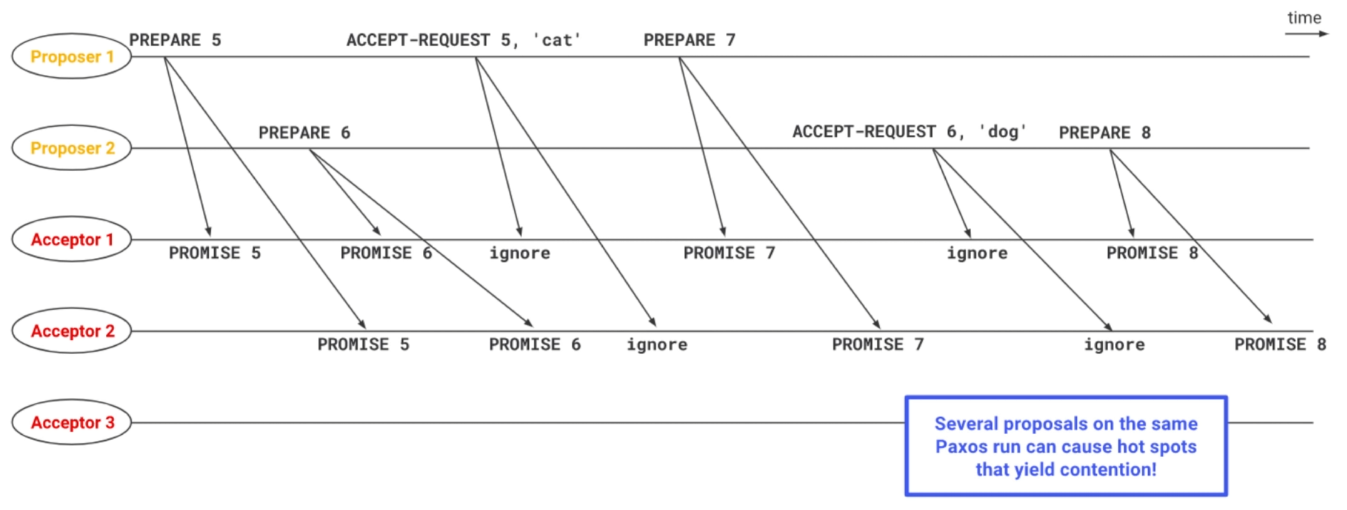 time
PREPARE 5
ACCEPT-REQUEST 5, 'cat'
PREPARE 7
Proposer 1
PREPARE 6
ACCEPT-REQUEST 6, 'dog'
PREPARE 8
Proposer 2
Acceptor 1
PROMISE 5
PROMISE 6
ignore
PROMISE 7
ignore
PROMISE 8
Acceptor 2
PROMISE 5
PROMISE 6
ignore
PROMISE 7
ignore
PROMISE 8
Acceptor 3
Several proposals on the same
Paxos run can cause hot spots
that yield contention!